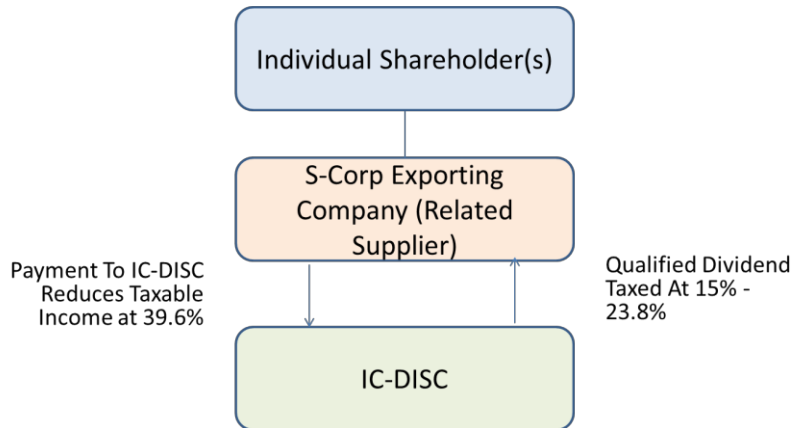 Individual Shareholder(s)
S-Corp Exporting
Company (Related
Supplier)
Payment To IC-DISC
Reduces Taxable
Income at 39.6%
Qualified Dividend
Taxed At 15% -
23.8%
IC-DISC